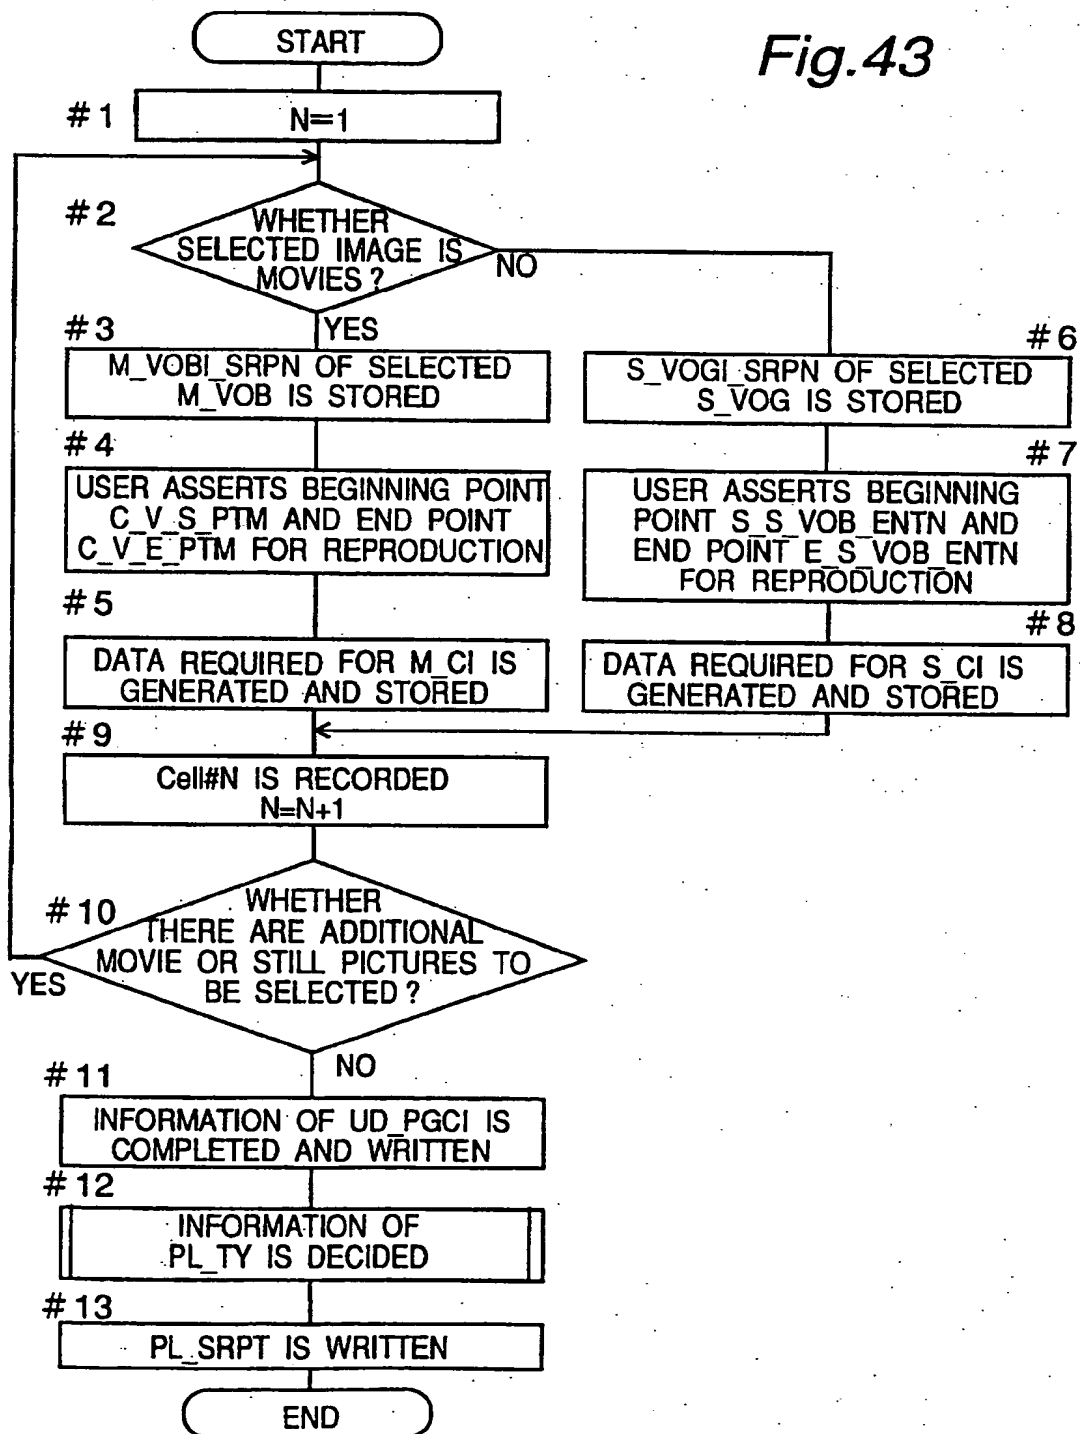 Fig.43
START
#1
N=1
#2
WHETHER
SELECTED IMAGE IS
MOVIES?
NO
YES
#3
M_VOBI_SRPN OF SELECTED
M_VOB IS STORED
#6
S_VOGI_SRPN OF SELECTED
S_VOG IS STORED
#4
USER ASSERTS BEGINNING POINT
C_V_S_PTM AND END POINT
C_V_E_PTM FOR REPRODUCTION
#7
USER ASSERTS BEGINNING
POINT S_S_VOB_ENTN AND
END POINT E_S_VOB_ENTN
FOR REPRODUCTION
#5
DATA REQUIRED FOR M_CI IS
GENERATED AND STORED
#8
DATA REQUIRED FOR S_CI IS
GENERATED AND STORED
#9
Cell#N IS RECORDED
N=N+1
#10
WHETHER
THERE ARE ADDITIONAL
MOVIE OR STILL PICTURES TO
BE SELECTED?
YES
NO
#11
INFORMATION OF UD_PGCI IS
COMPLETED AND WRITTEN
#12
INFORMATION OF
PL_TY IS DECIDED
#13
PL_SRPT IS WRITTEN
END